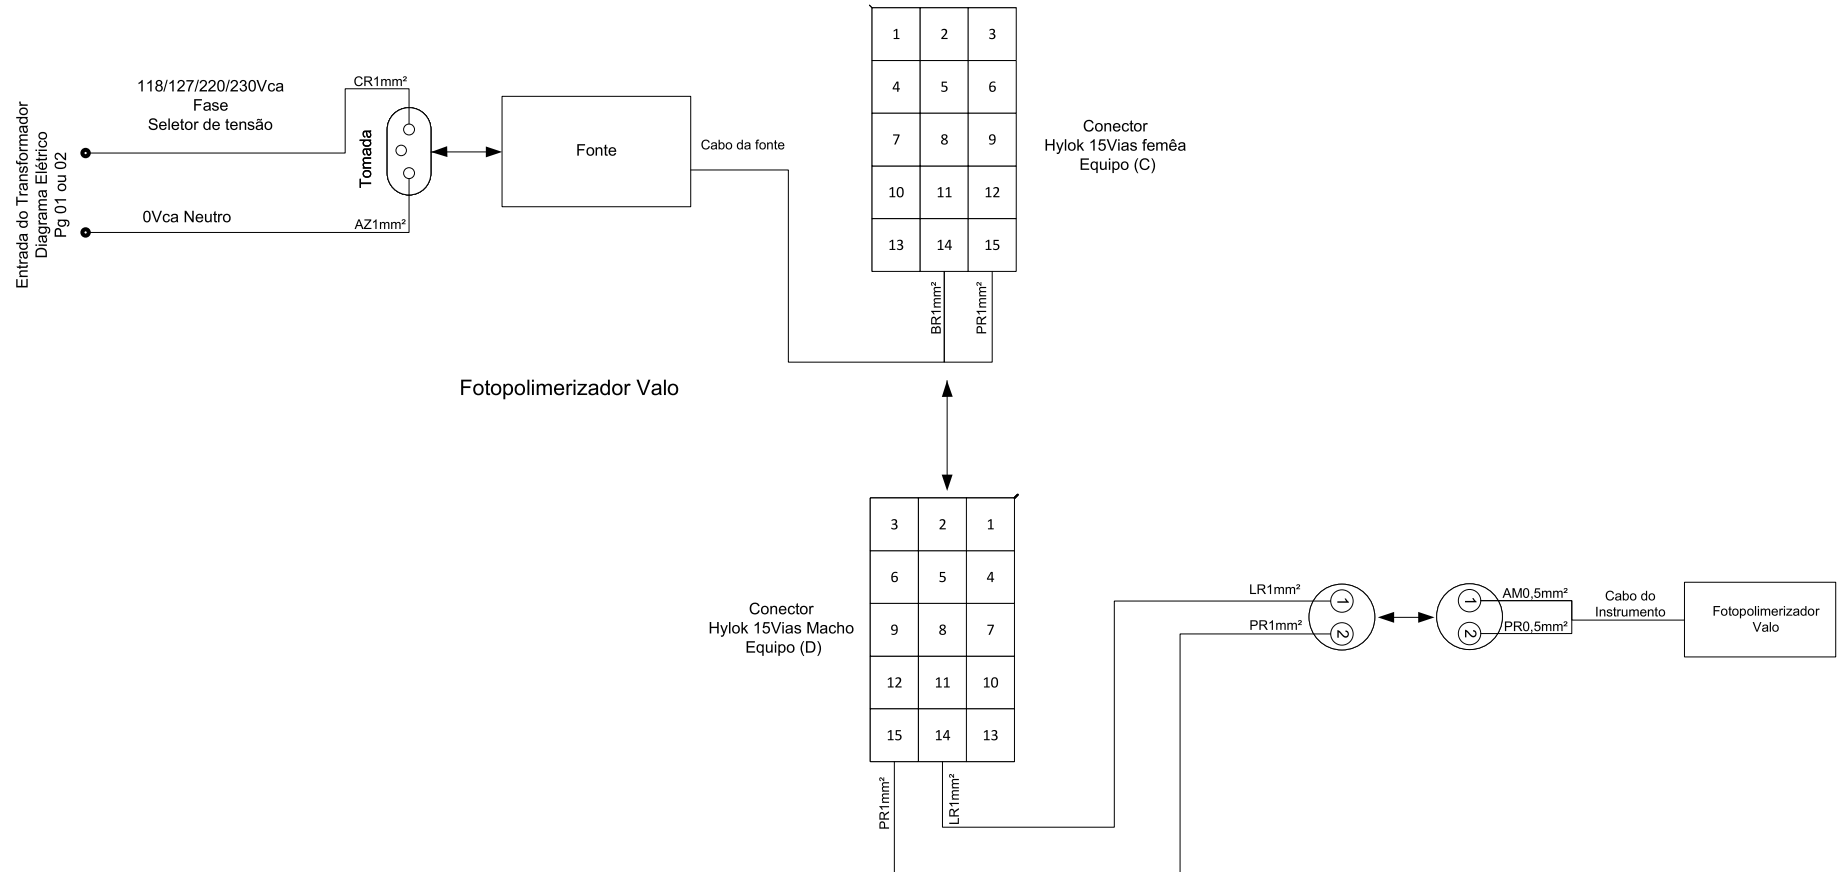 118/127/220/230Vca
Fase
Seletor de tensão
CR1mm²
Entrada do Transformador
Diagrama Elétrico
Pg 01 ou 02
Tomada
0Vca Neutro
AZ1mm²
Fonte
Cabo da fonte
1 2 3
4 5 6
7 8 9
10 11 12
13 14 15
Conector
Hylok 15Vias femêa
Equipo (C)
BR1mm²
PR1mm²
Fotopolimerizador Valo
3 2 1
6 5 4
9 8 7
12 11 10
15 14 13
Conector
Hylok 15Vias Macho
Equipo (D)
PR1mm²
LR1mm²
LR1mm²
PR1mm²
1
2
1
2
AM0,5mm²
PR0,5mm²
Cabo do
Instrumento
Fotopolimerizador
Valo